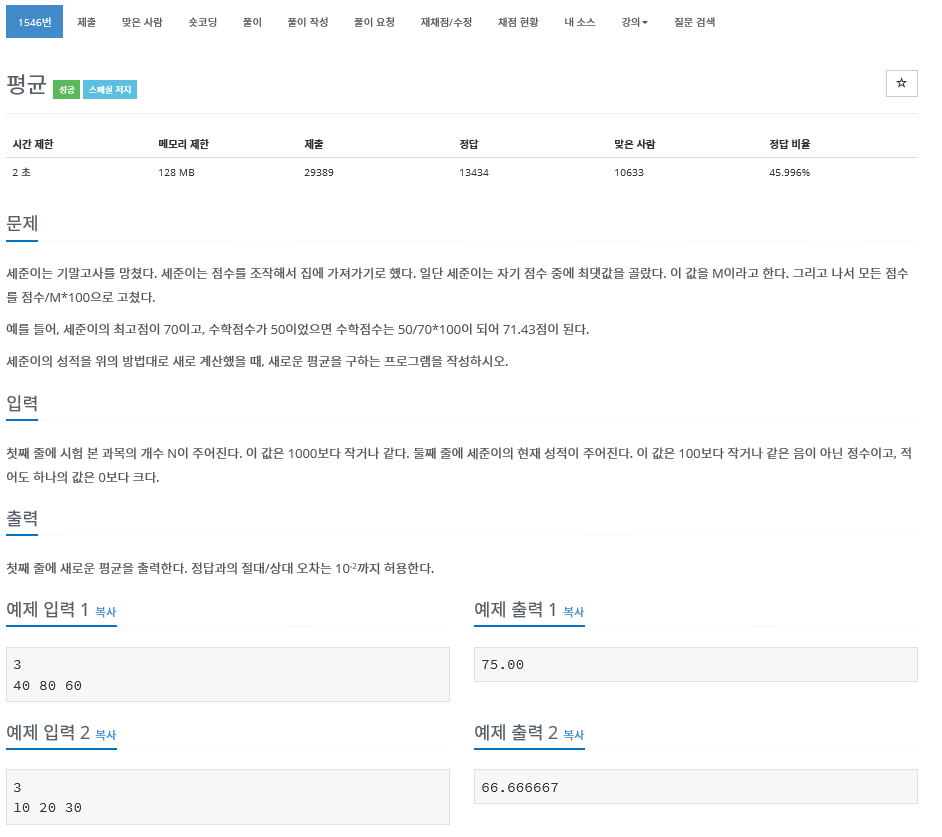 1546번 제출 맞은 사람 숏코딩 풀이 풀이 작성 풀이 요청 재채점/수정 채점 현황 내 소스 강의 질문 검색
평균 성공 스페셜 저지
시간 제한 메모리 제한 제출 정답 맞은 사람 정답 비율
2 초 128 MB 29389 13434 10633 45.996%
문제
세준이는 기말고사를 망쳤다. 세준이는 점수를 조작해서 집에 가져가기로 했다. 일단 세준이는 자기 점수 중에 최댓값을 골랐다. 이 값을 M이라고 한다. 그리고 나서 모든 점수
를 점수/M*100으로 고쳤다.
예를 들어, 세준이의 최고점이 70이고, 수학점수가 50이었으면 수학점수는 50/70*100이 되어 71.43점이 된다.
세준이의 성적을 위의 방법대로 새로 계산했을 때, 새로운 평균을 구하는 프로그램을 작성하시오.
입력
첫째 줄에 시험 본 과목의 개수 N이 주어진다. 이 값은 1000보다 작거나 같다. 둘째 줄에 세준이의 현재 성적이 주어진다. 이 값은 100보다 작거나 같은 음이 아닌 정수이고, 적
어도 하나의 값은 0보다 크다.
출력
첫째 줄에 새로운 평균을 출력한다. 정답과의 절대/상대 오차는 10⁻²까지 허용한다.
예제 입력 1 복사 예제 출력 1 복사
3 75.00
40 80 60
예제 입력 2 복사 예제 출력 2 복사
3 66.666667
10 20 30